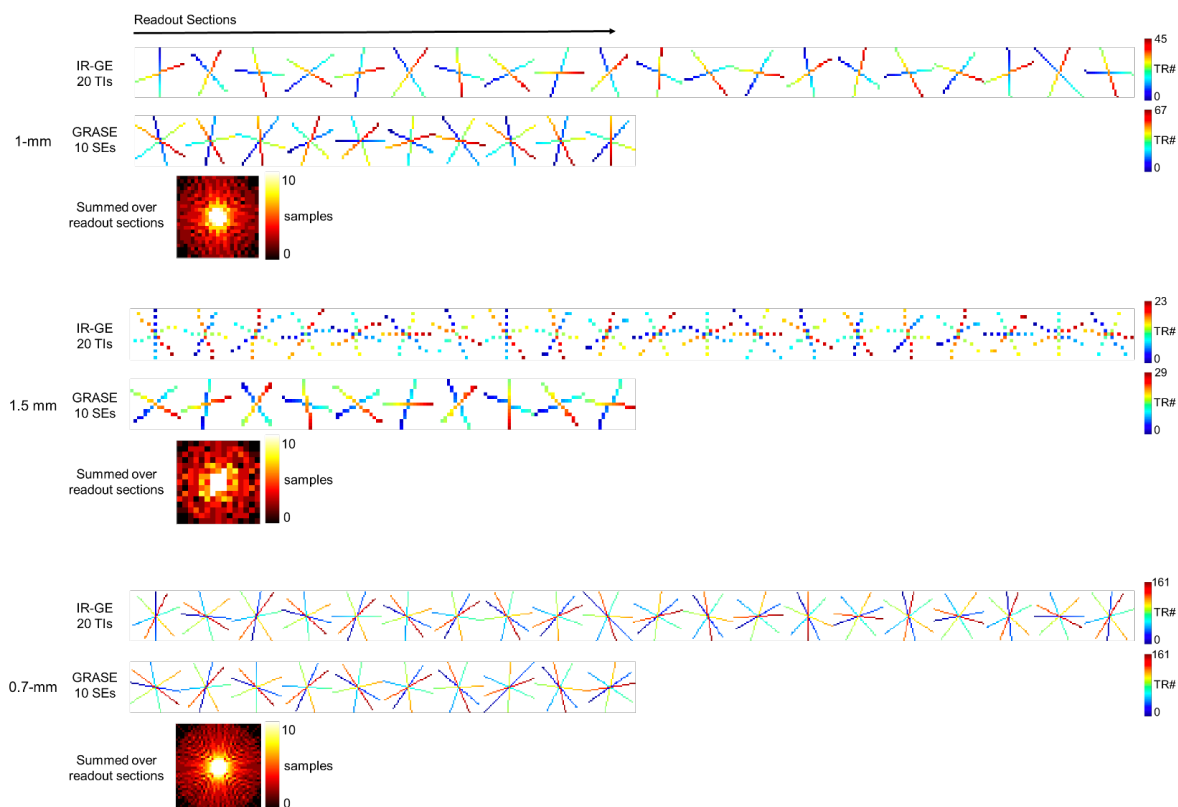 Readout Sections
IR-GE
20 TIs
45
TR#
0
1-mm
GRASE
10 SEs
67
TR#
0
Summed over
readout sections
10
samples
0
IR-GE
20 TIs
23
TR#
0
1.5 mm
GRASE
10 SEs
29
TR#
0
Summed over
readout sections
10
samples
0
IR-GE
20 TIs
161
TR#
0
0.7-mm
GRASE
10 SEs
161
TR#
0
Summed over
readout sections
10
samples
0